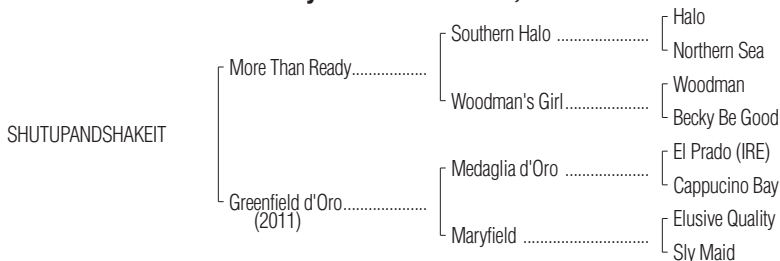 Halo
Southern Halo ......................
Northern Sea
More Than Ready..................
Woodman
Woodman's Girl....................
Becky Be Good
SHUTUPANDSHAKEIT
El Prado (IRE)
Medaglia d'Oro ....................
Cappucino Bay
Greenfield d'Oro....................
(2011)
Elusive Quality
Maryfield ..............................
Sly Maid